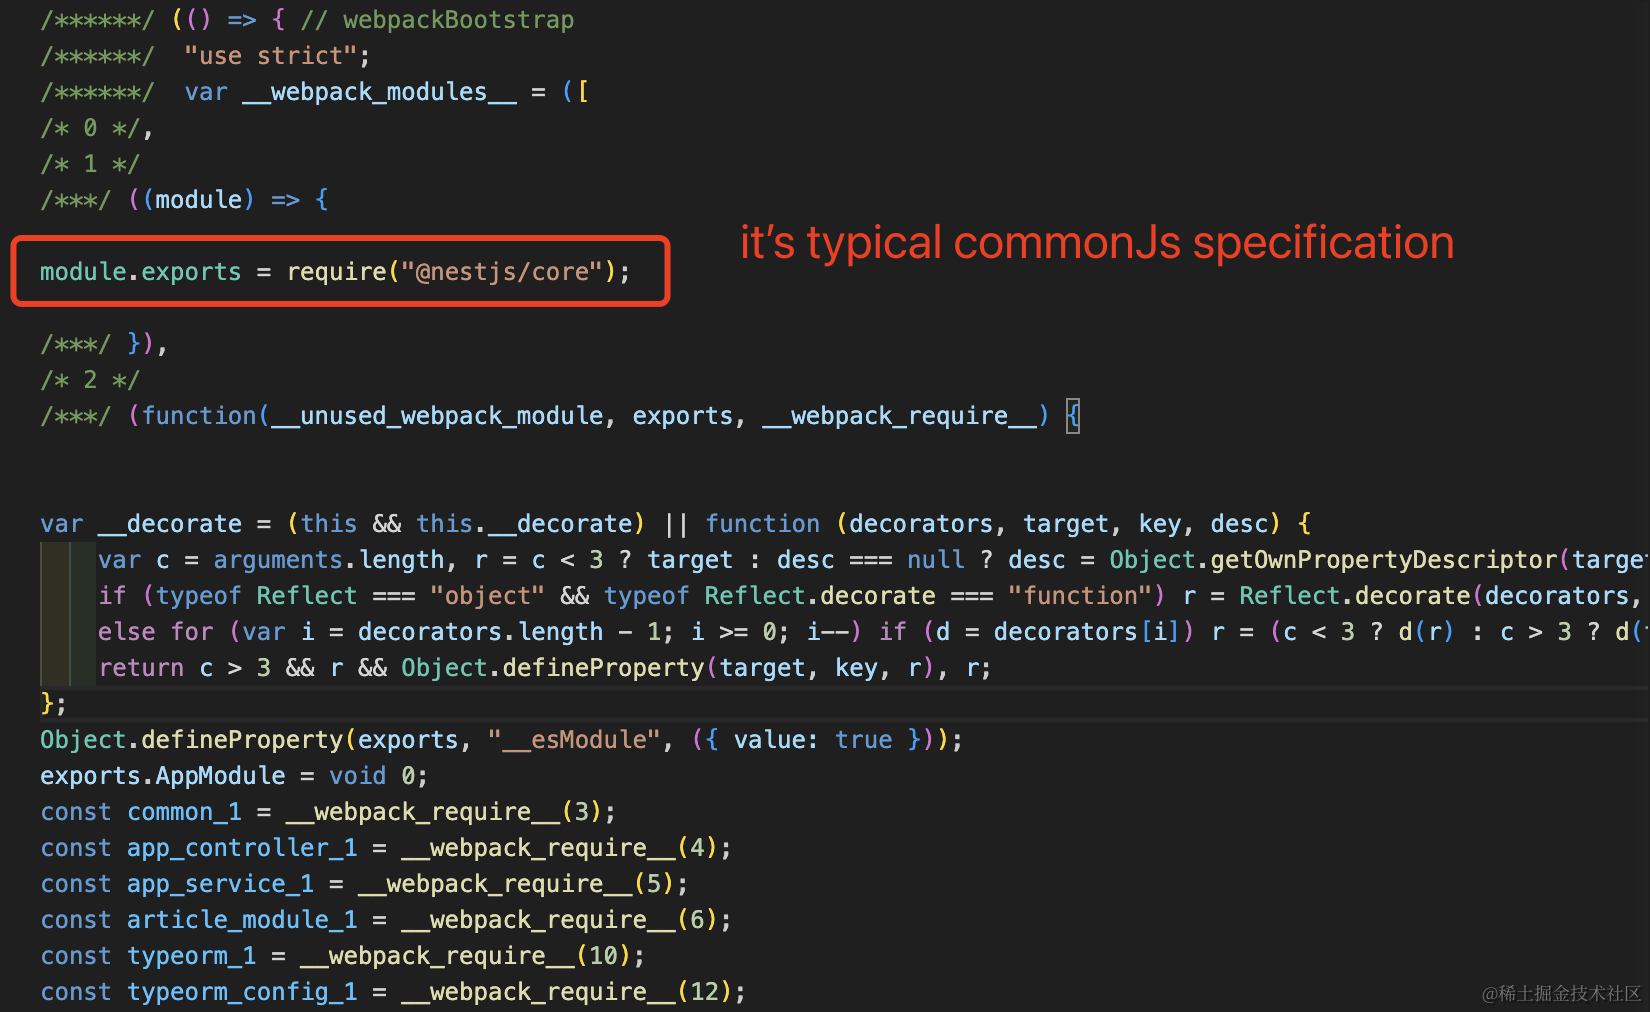 /******/ (() => { // webpackBootstrap
/******/  "use strict";
/******/  var __webpack_modules__ = ([
/* 0 */,
/* 1 */
/***/ ((module) => {
it's typical commonJs specification
module.exports = require("@nestjs/core");
/***/ }),
/* 2 */
/***/ (function(__unused_webpack_module, exports, __webpack_require__) {
var __decorate = (this && this.__decorate) || function (decorators, target, key, desc) {
    var c = arguments.length, r = c < 3 ? target : desc === null ? desc = Object.getOwnPropertyDescriptor(targe
    if (typeof Reflect === "object" && typeof Reflect.decorate === "function") r = Reflect.decorate(decorators,
    else for (var i = decorators.length - 1; i >= 0; i--) if (d = decorators[i]) r = (c < 3 ? d(r) : c > 3 ? d(
    return c > 3 && r && Object.defineProperty(target, key, r), r;
};
Object.defineProperty(exports, "__esModule", ({ value: true }));
exports.AppModule = void 0;
const common_1 = __webpack_require__(3);
const app_controller_1 = __webpack_require__(4);
const app_service_1 = __webpack_require__(5);
const article_module_1 = __webpack_require__(6);
const typeorm_1 = __webpack_require__(10);
const typeorm_config_1 = __webpack_require__(12);
@稀土掘金技术社区